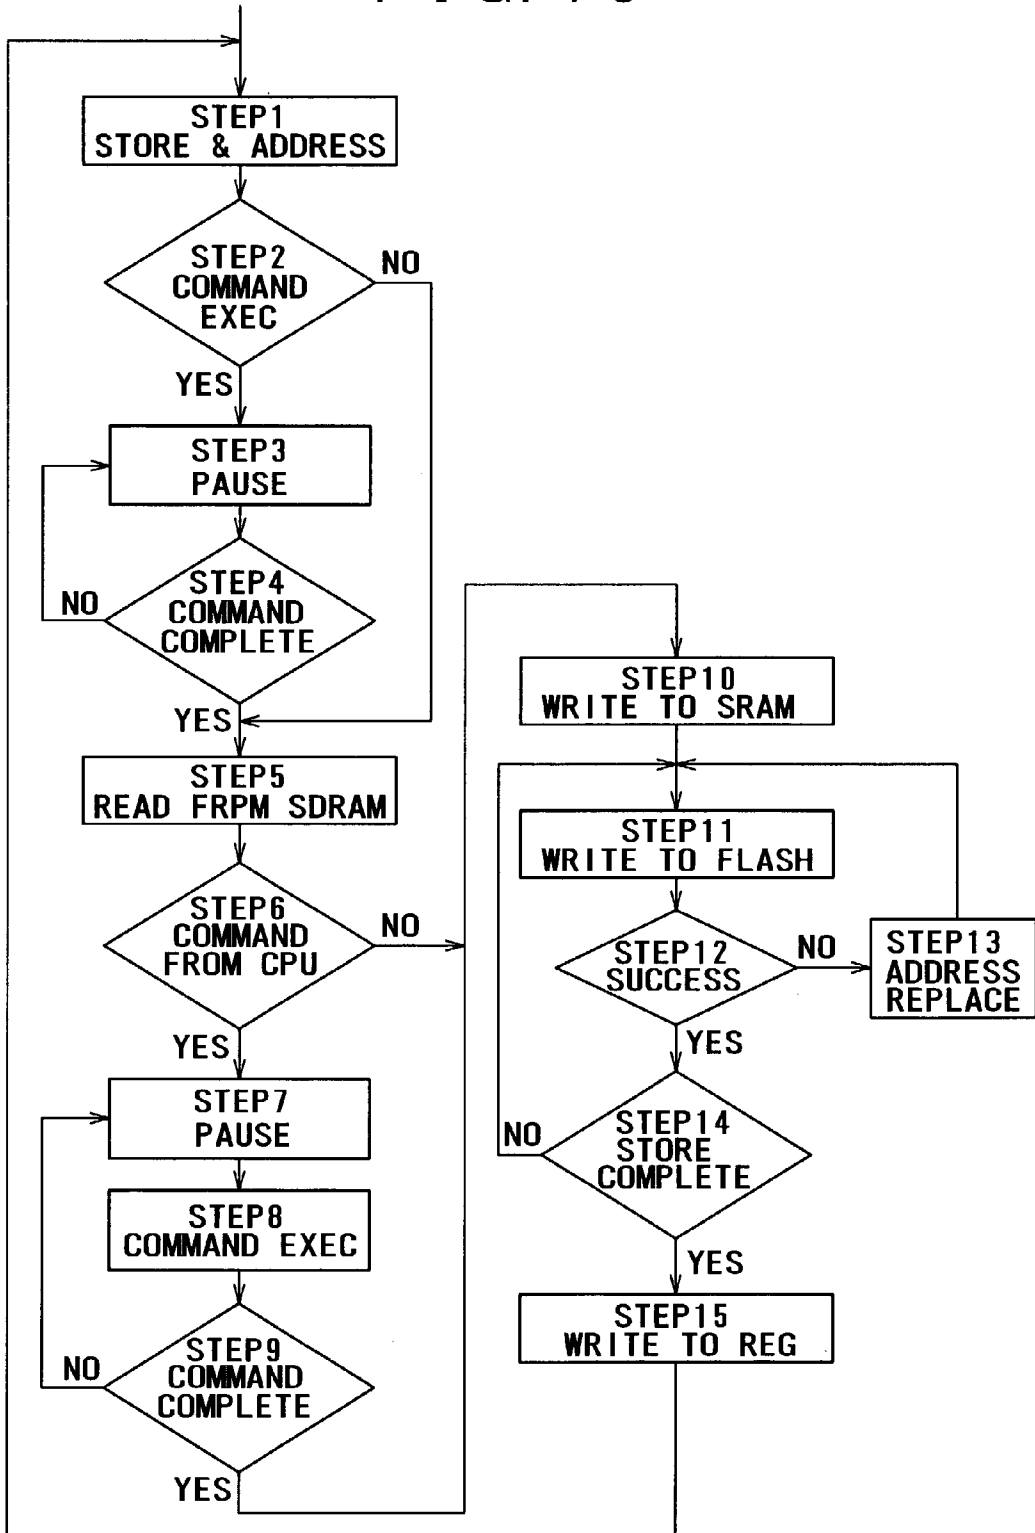 STEP1
STORE & ADDRESS
STEP2
COMMAND
EXEC
NO
YES
STEP3
PAUSE
STEP4
COMMAND
COMPLETE
NO
YES
STEP5
READ FRPM SDRAM
STEP6
COMMAND
FROM CPU
NO
YES
STEP7
PAUSE
STEP8
COMMAND EXEC
STEP9
COMMAND
COMPLETE
NO
YES
STEP10
WRITE TO SRAM
STEP11
WRITE TO FLASH
STEP12
SUCCESS
NO
YES
STEP13
ADDRESS
REPLACE
STEP14
STORE
COMPLETE
NO
YES
STEP15
WRITE TO REG